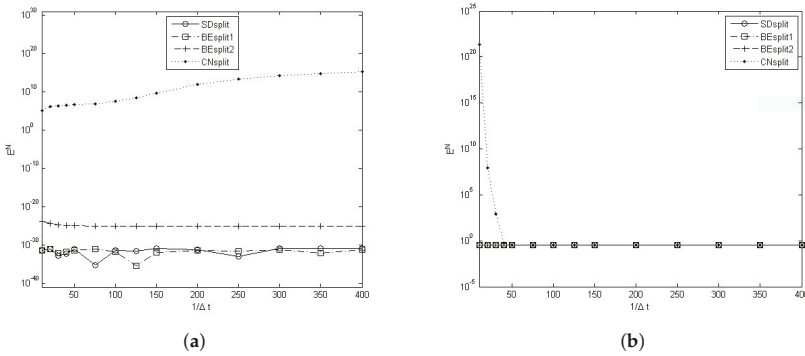 10^30
10^20
10^10
10^0
10^-10
10^-20
10^-30
10^-40
E^N
50 100 150 200 250 300 350 400
1/Δ t
SDsplit
BEsplit1
BEsplit2
CNsplit
(a)
10^25
10^20
10^15
10^10
10^5
10^0
10^-5
E^N
50 100 150 200 250 300 350 400
1/Δ t
SDsplit
BEsplit1
BEsplit2
CNsplit
(b)